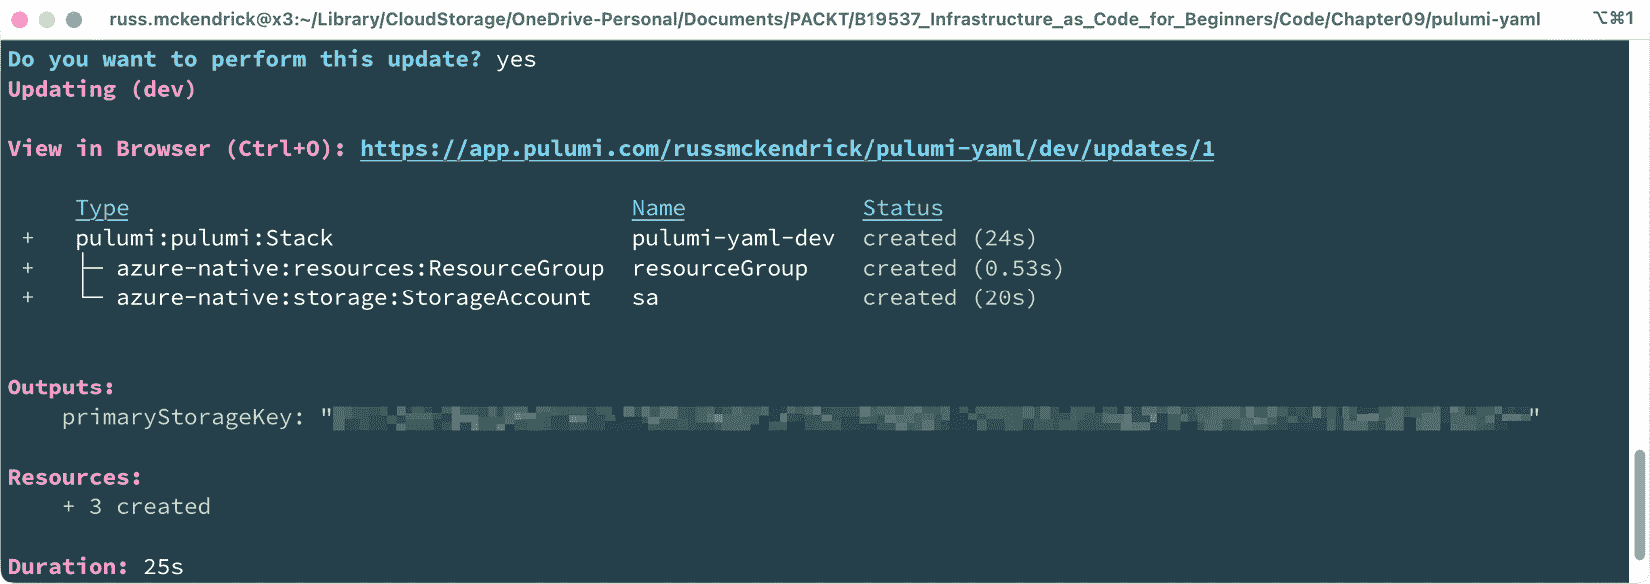 russ.mckendrick@x3:~/Library/CloudStorage/OneDrive-Personal/Documents/PACKT/B19537_Infrastructure_as_Code_for_Beginners/Code/Chapter09/pulumi-yaml ⌥⌘1
Do you want to perform this update? yes
Updating (dev)
View in Browser (Ctrl+O): https://app.pulumi.com/russmckendrick/pulumi-yaml/dev/updates/1
Type Name Status
+ pulumi:pulumi:Stack pulumi-yaml-dev created (24s)
+ ├─ azure-native:resources:ResourceGroup resourceGroup created (0.53s)
+ └─ azure-native:storage:StorageAccount sa created (20s)
Outputs:
primaryStorageKey: ""
Resources:
+ 3 created
Duration: 25s